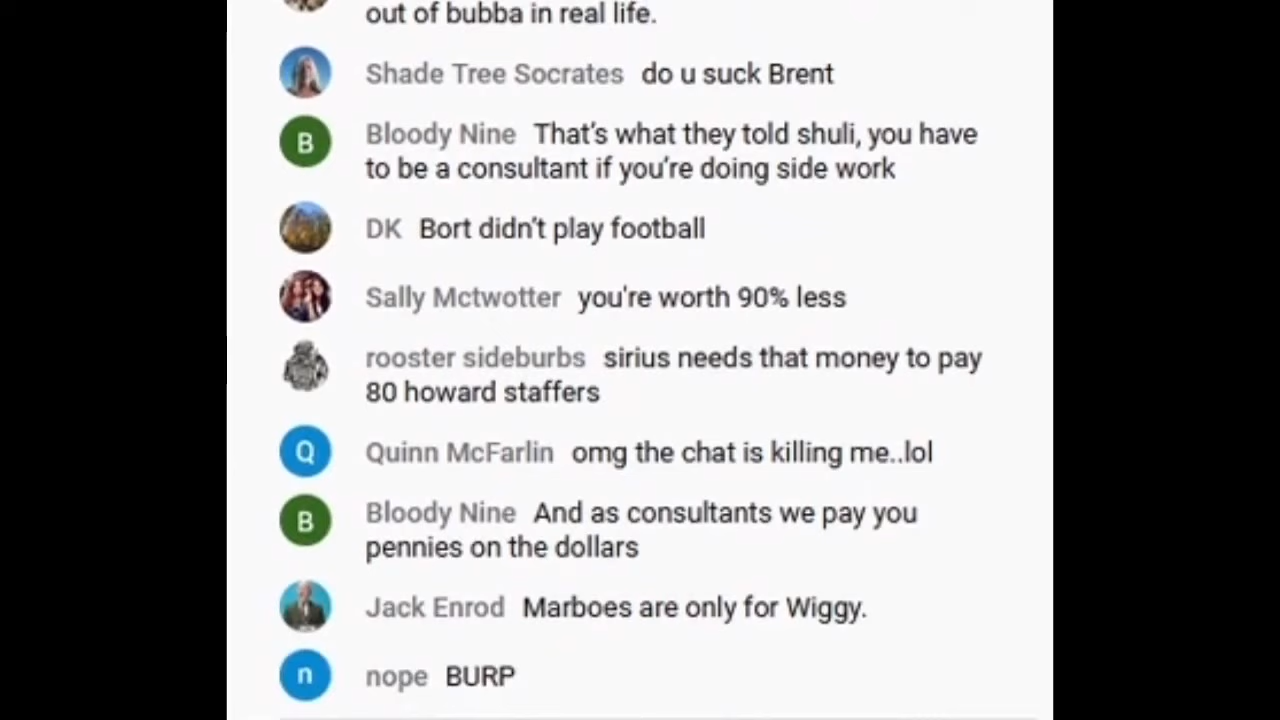 out of bubba in real life.
Shade Tree Socrates do u suck Brent
B
Bloody Nine That's what they told shuli, you have
to be a consultant if you're doing side work
DK Bort didn't play football
Sally Mctwotter you're worth 90% less
rooster sideburbs sirius needs that money to pay
80 howard staffers
Q
Quinn McFarlin omg the chat is killing me..lol
B
Bloody Nine And as consultants we pay you
pennies on the dollars
Jack Enrod Marboes are only for Wiggy.
n
nope BURP